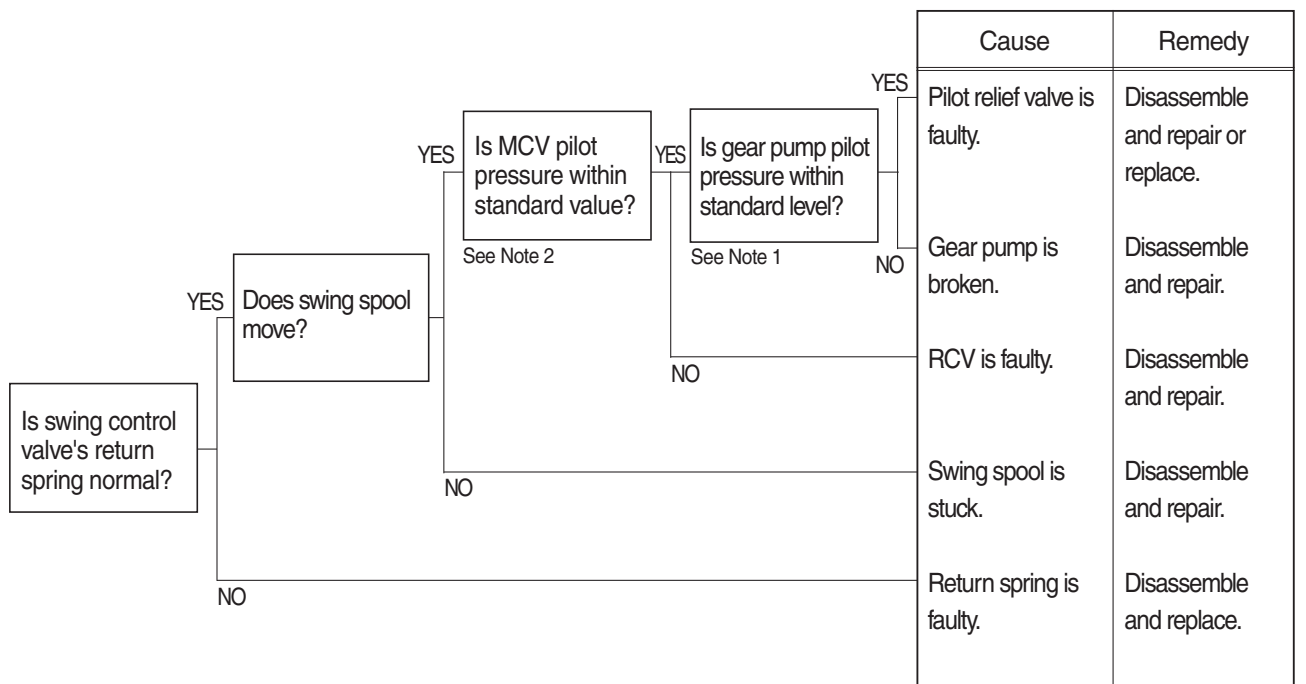 Cause Remedy
YES
Pilot relief valve is
faulty.
Disassemble
and repair or
replace.
YES
Is MCV pilot
pressure within
standard value?
See Note 2
YES
Is gear pump pilot
pressure within
standard level?
See Note 1
NO
Gear pump is
broken.
Disassemble
and repair.
YES
Does swing spool
move?
NO
RCV is faulty.
Disassemble
and repair.
Is swing control
valve's return
spring normal?
NO
Swing spool is
stuck.
Disassemble
and repair.
NO
Return spring is
faulty.
Disassemble
and replace.